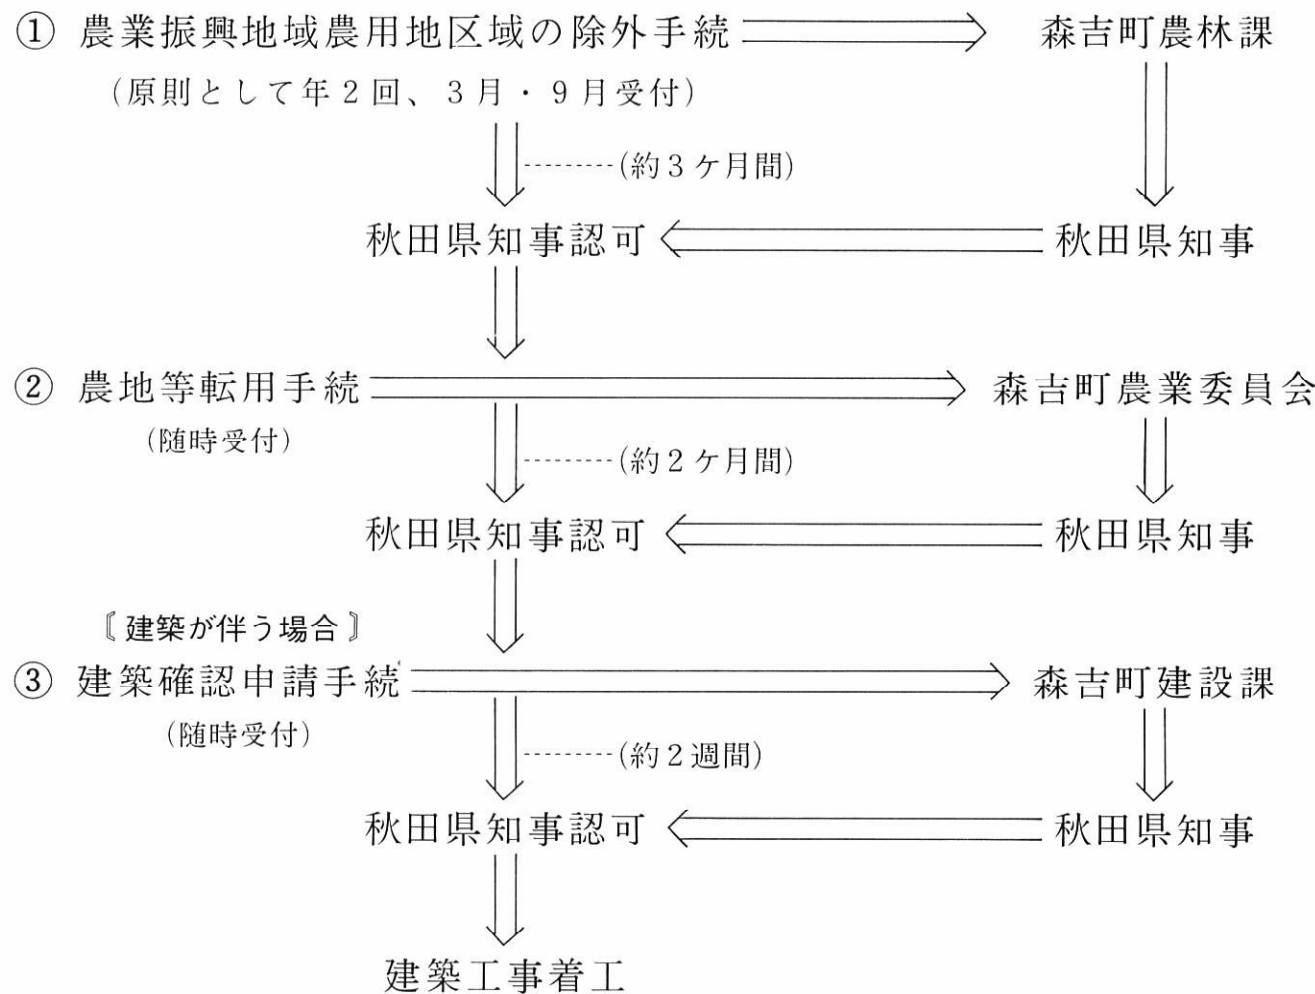 ① 農業振興地域農用地区域の除外手続 森吉町農林課
(原則として年2回、3月・9月受付)
(約3ケ月間)
秋田県知事認可 秋田県知事
② 農地等転用手続 森吉町農業委員会
(随時受付)
(約2ケ月間)
秋田県知事認可 秋田県知事
〖建築が伴う場合〗
③ 建築確認申請手続 森吉町建設課
(随時受付)
(約2週間)
秋田県知事認可 秋田県知事
建築工事着工